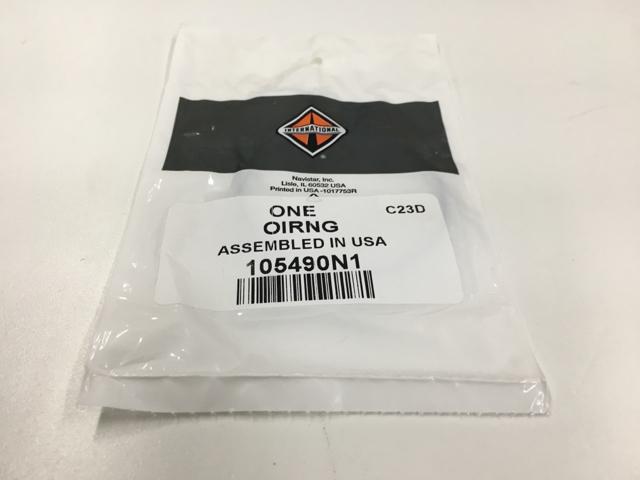 INTERNATIONAL
Navistar, Inc.
Lisle, IL 60532 USA
Printed in USA -1017753R
ONE C23D
OIRNG
ASSEMBLED IN USA
105490N1